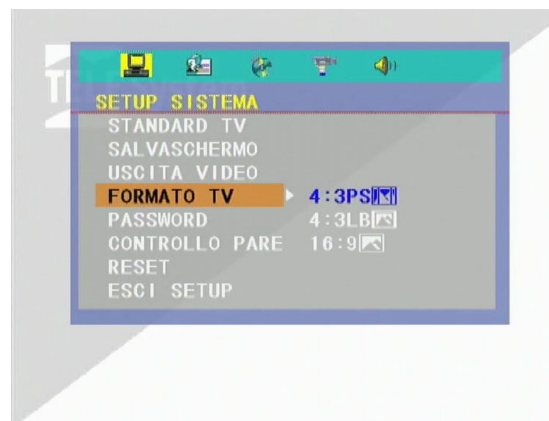 SETUP SISTEMA
STANDARD TV
SALVASCHERMO
USCITA VIDEO
FORMATO TV 4:3PS
PASSWORD 4:3LB
CONTROLLO PARE 16:9
RESET
ESCI SETUP